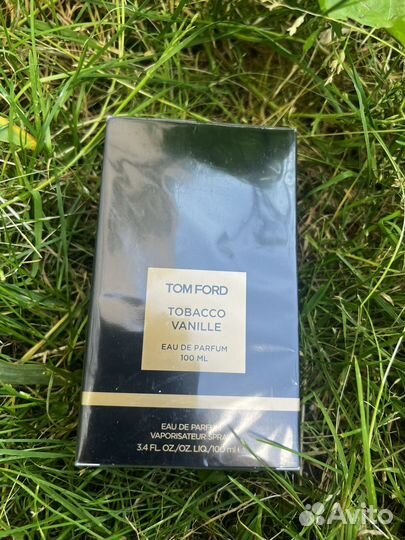 TOM FORD
TOBACCO
VANILLE
EAU DE PARFUM
100 ML
EAU DE PARFUM
VAPORISATEUR SPRAY
3.4 FL. OZ./OZ. LIQ./100 ml
Avito